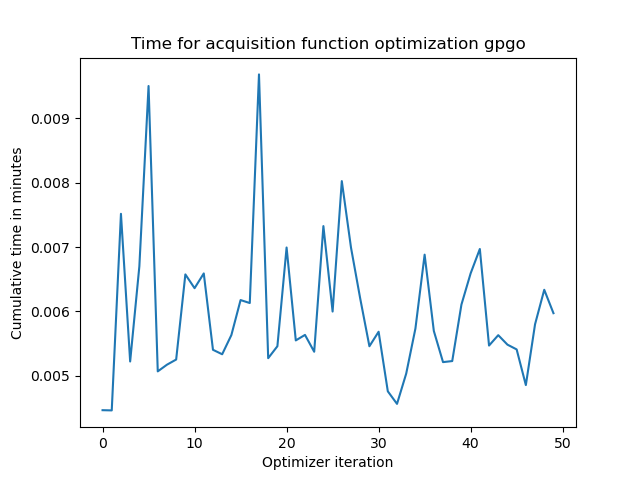 Time for acquisition function optimization gpgo
Cumulative time in minutes
0.009
0.008
0.007
0.006
0.005
0 10 20 30 40 50
Optimizer iteration